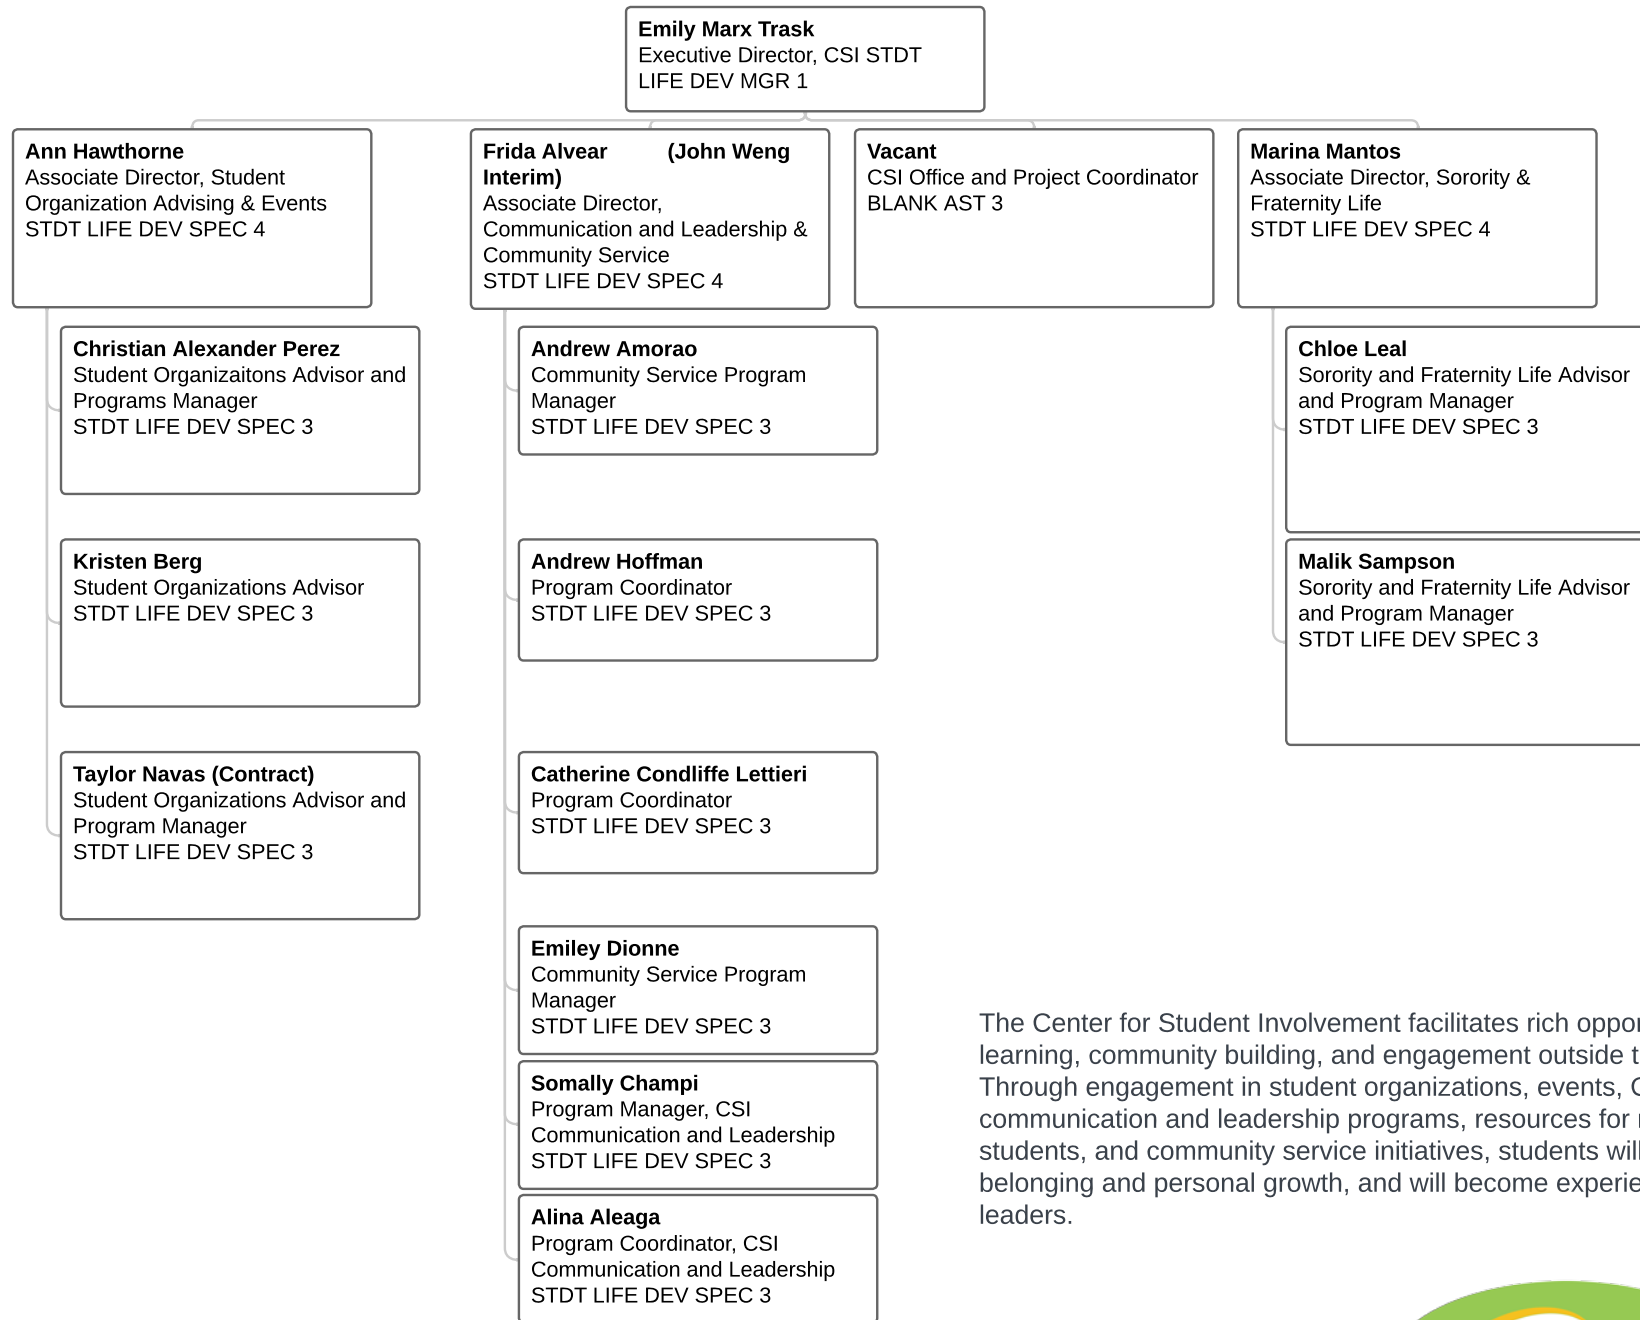 Emily Marx Trask
Executive Director, CSI STDT
LIFE DEV MGR 1
Ann Hawthorne
Associate Director, Student
Organization Advising & Events
STDT LIFE DEV SPEC 4
Frida Alvear (John Weng
Interim)
Associate Director,
Communication and Leadership &
Community Service
STDT LIFE DEV SPEC 4
Vacant
CSI Office and Project Coordinator
BLANK AST 3
Marina Mantos
Associate Director, Sorority &
Fraternity Life
STDT LIFE DEV SPEC 4
Christian Alexander Perez
Student Organizaitons Advisor and
Programs Manager
STDT LIFE DEV SPEC 3
Kristen Berg
Student Organizations Advisor
STDT LIFE DEV SPEC 3
Taylor Navas (Contract)
Student Organizations Advisor and
Program Manager
STDT LIFE DEV SPEC 3
Andrew Amorao
Community Service Program
Manager
STDT LIFE DEV SPEC 3
Andrew Hoffman
Program Coordinator
STDT LIFE DEV SPEC 3
Catherine Condliffe Lettieri
Program Coordinator
STDT LIFE DEV SPEC 3
Emiley Dionne
Community Service Program
Manager
STDT LIFE DEV SPEC 3
Somally Champi
Program Manager, CSI
Communication and Leadership
STDT LIFE DEV SPEC 3
Alina Aleaga
Program Coordinator, CSI
Communication and Leadership
STDT LIFE DEV SPEC 3
Chloe Leal
Sorority and Fraternity Life Advisor
and Program Manager
STDT LIFE DEV SPEC 3
Malik Sampson
Sorority and Fraternity Life Advisor
and Program Manager
STDT LIFE DEV SPEC 3
The Center for Student Involvement facilitates rich
learning, community building, and engagement outside
Through engagement in student organizations, events,
communication and leadership programs, resources for
students, and community service initiatives, students will
belonging and personal growth, and will become
leaders.